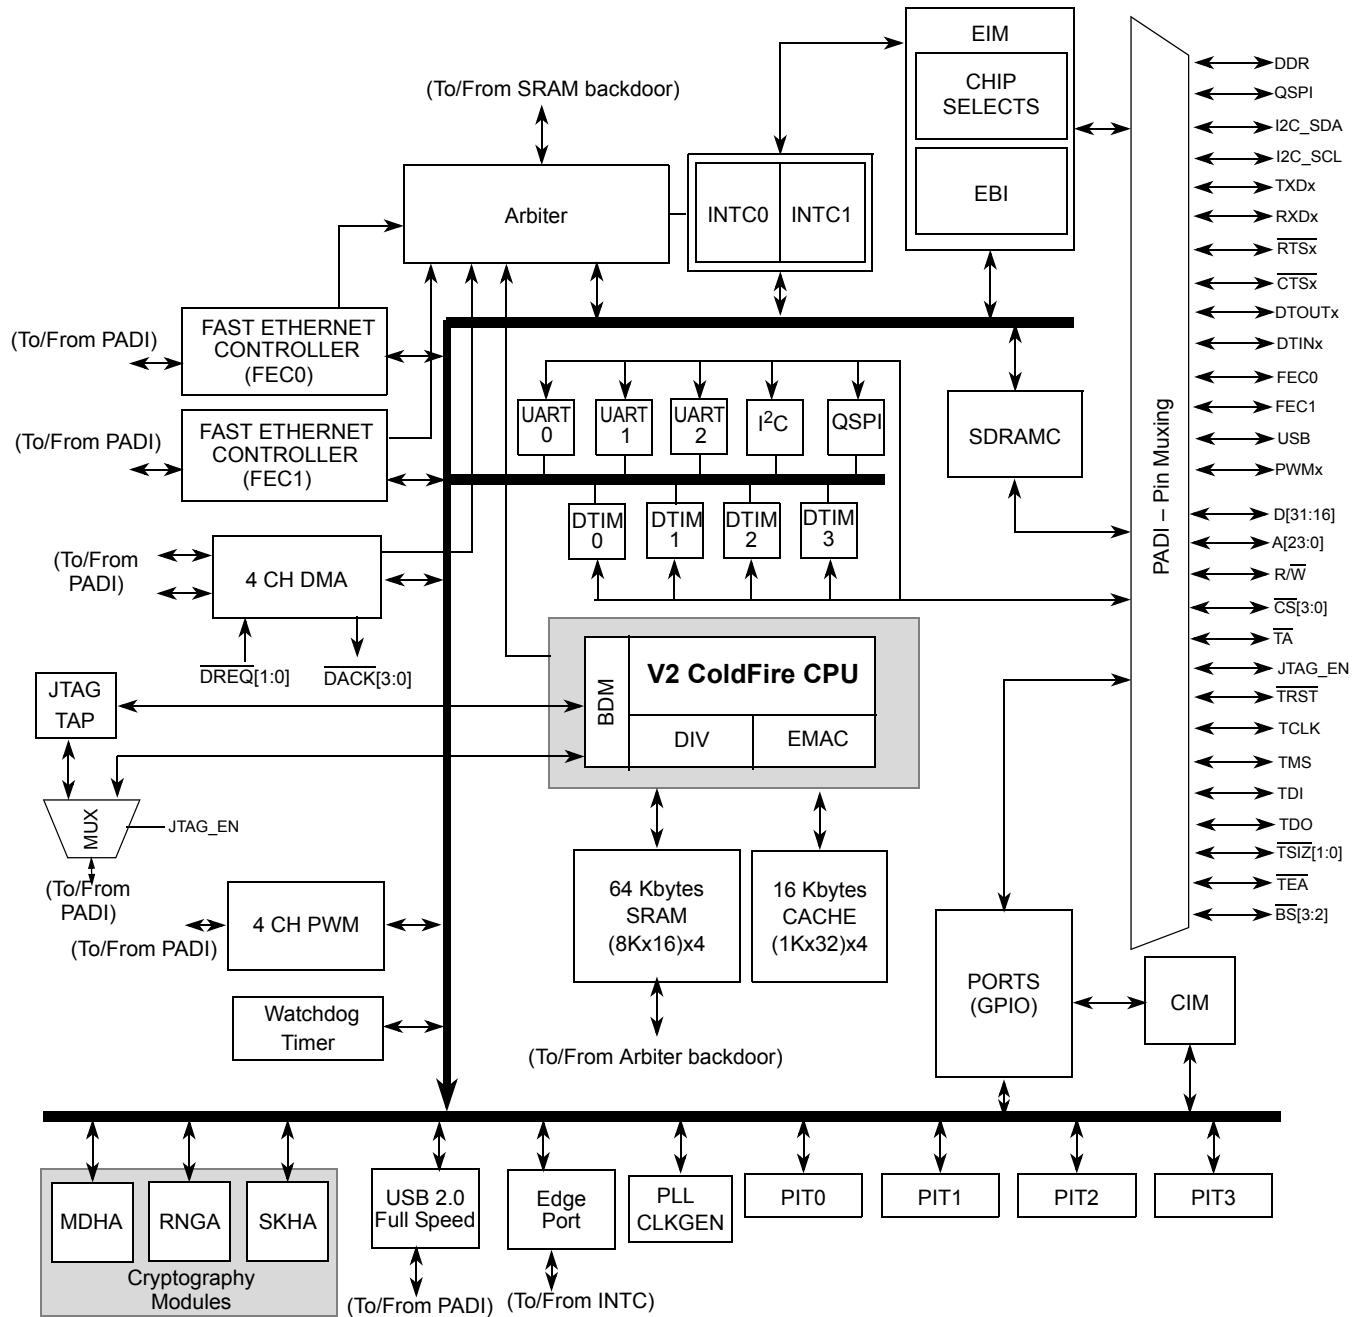 EIM
CHIP
SELECTS
EBI
(To/From SRAM backdoor)
Arbiter
INTC0
INTC1
(To/From PADI)
FAST ETHERNET
CONTROLLER
(FEC0)
(To/From PADI)
FAST ETHERNET
CONTROLLER
(FEC1)
UART
0
UART
1
UART
2
I²C
QSPI
SDRAMC
DTIM
0
DTIM
1
DTIM
2
DTIM
3
(To/From
PADI)
4 CH DMA
DREQ[1:0]
DACK[3:0]
JTAG
TAP
BDM
V2 ColdFire CPU
DIV
EMAC
MUX
JTAG_EN
(To/From
PADI)
4 CH PWM
(To/From PADI)
64 Kbytes
SRAM
(8Kx16)x4
16 Kbytes
CACHE
(1Kx32)x4
(To/From Arbiter backdoor)
Watchdog
Timer
PORTS
(GPIO)
CIM
PADI – Pin Muxing
DDR
QSPI
I2C_SDA
I2C_SCL
TXDx
RXDx
RTSx
CTSx
DTOUTx
DTINx
FEC0
FEC1
USB
PWMx
D[31:16]
A[23:0]
R/W
CS[3:0]
TA
JTAG_EN
TRST
TCLK
TMS
TDI
TDO
TSIZ[1:0]
TEA
BS[3:2]
MDHA
RNGA
SKHA
Cryptography
Modules
USB 2.0
Full Speed
(To/From PADI)
Edge
Port
(To/From INTC)
PLL
CLKGEN
PIT0
PIT1
PIT2
PIT3